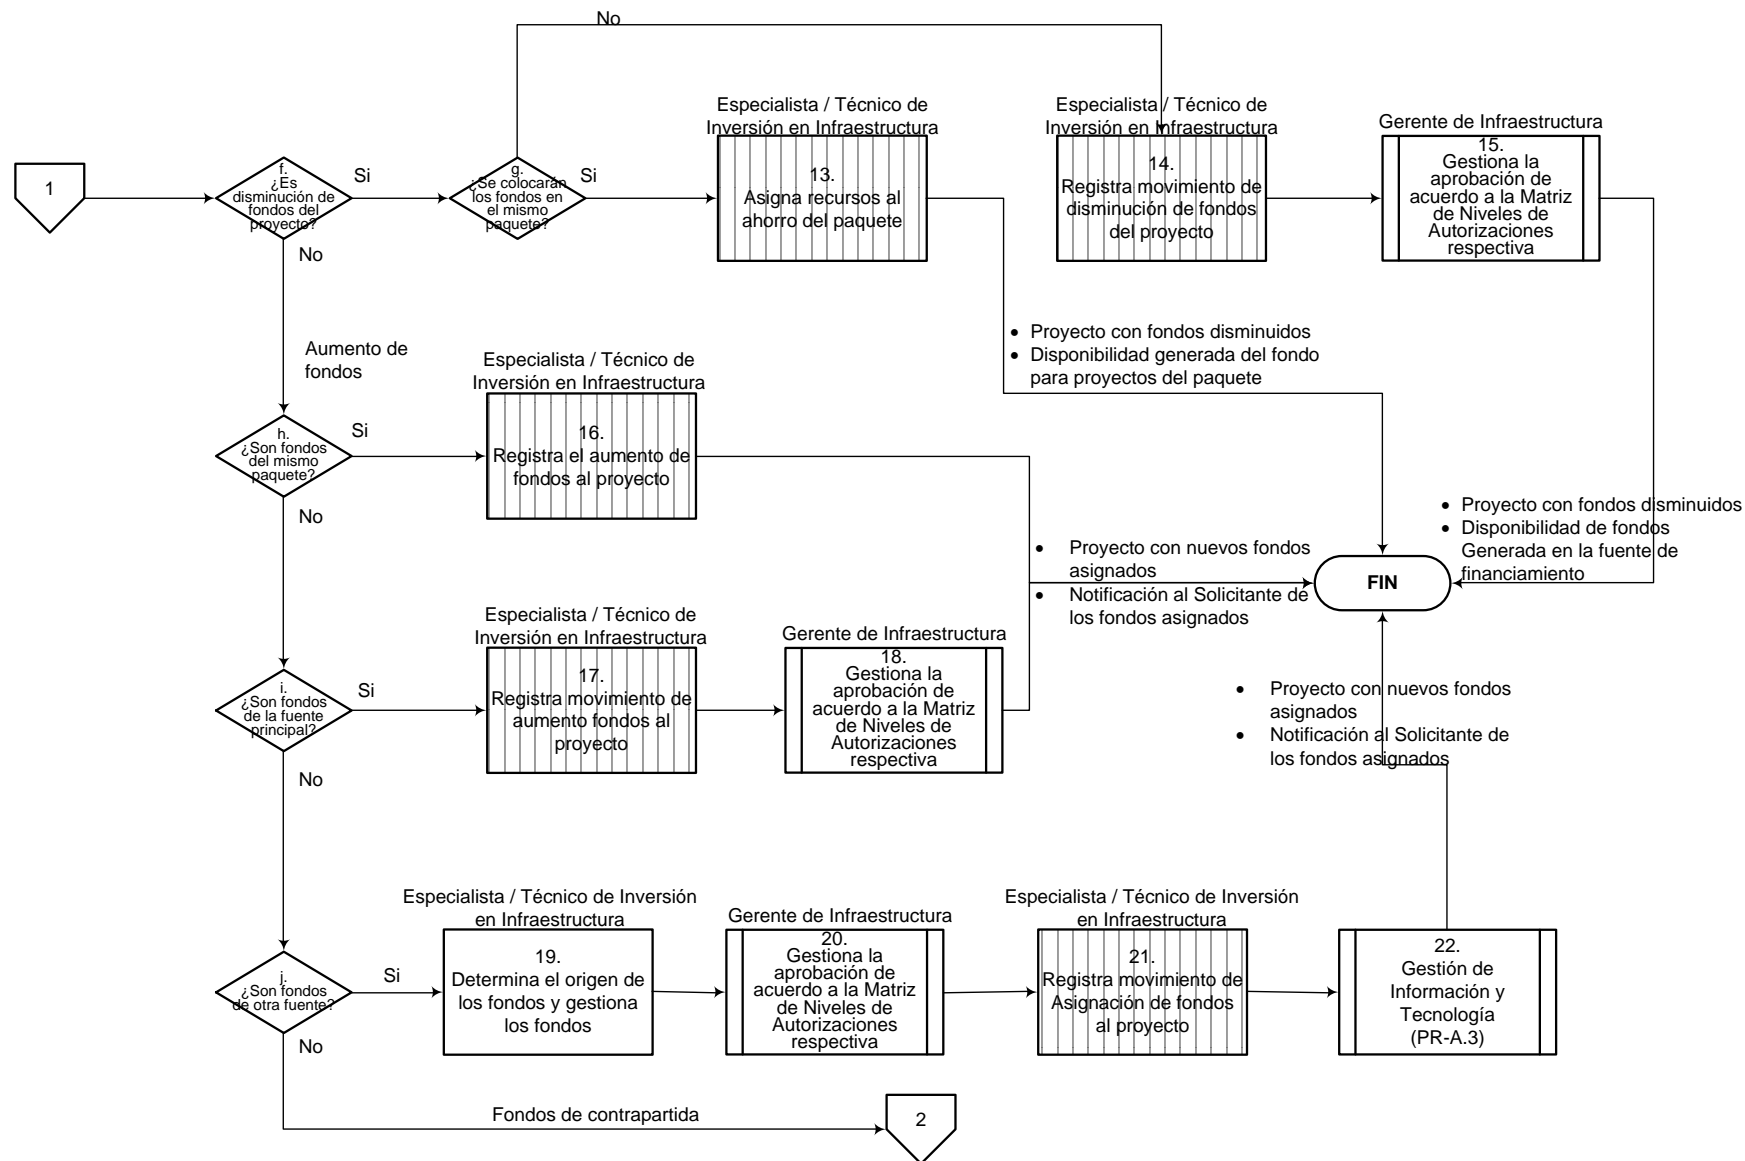 No
Especialista / Técnico de
Inversión en Infraestructura
Especialista / Técnico de
Inversión en Infraestructura
Gerente de Infraestructura
1
f.
¿Es
disminución de
fondos del
proyecto?
Si
g.
¿Se colocarán
los fondos en
el mismo
paquete?
Si
13.
Asigna recursos al
ahorro del paquete
14.
Registra movimiento de
disminución de fondos
del proyecto
15.
Gestiona la
aprobación de
acuerdo a la Matriz
de Niveles de
Autorizaciones
respectiva
No
• Proyecto con fondos disminuidos
• Disponibilidad generada del fondo
para proyectos del paquete
Aumento de
fondos
Especialista / Técnico de
Inversión en Infraestructura
h.
¿Son fondos
del mismo
paquete?
Si
16.
Registra el aumento de
fondos al proyecto
No
• Proyecto con fondos disminuidos
• Disponibilidad de fondos
Generada en la fuente de
financiamiento
• Proyecto con nuevos fondos
asignados
• Notificación al Solicitante de
los fondos asignados
FIN
Especialista / Técnico de
Inversión en Infraestructura
Gerente de Infraestructura
i.
¿Son fondos
de la fuente
principal?
Si
17.
Registra movimiento de
aumento fondos al
proyecto
18.
Gestiona la
aprobación de
acuerdo a la Matriz
de Niveles de
Autorizaciones
respectiva
• Proyecto con nuevos fondos
asignados
• Notificación al Solicitante de
los fondos asignados
No
Especialista / Técnico de Inversión
en Infraestructura
Gerente de Infraestructura
Especialista / Técnico de Inversión
en Infraestructura
j.
¿Son fondos
de otra fuente?
Si
19.
Determina el origen de
los fondos y gestiona
los fondos
20.
Gestiona la
aprobación de
acuerdo a la Matriz
de Niveles de
Autorizaciones
respectiva
21.
Registra movimiento de
Asignación de fondos
al proyecto
22.
Gestión de
Información y
Tecnología
(PR-A.3)
No
Fondos de contrapartida
2